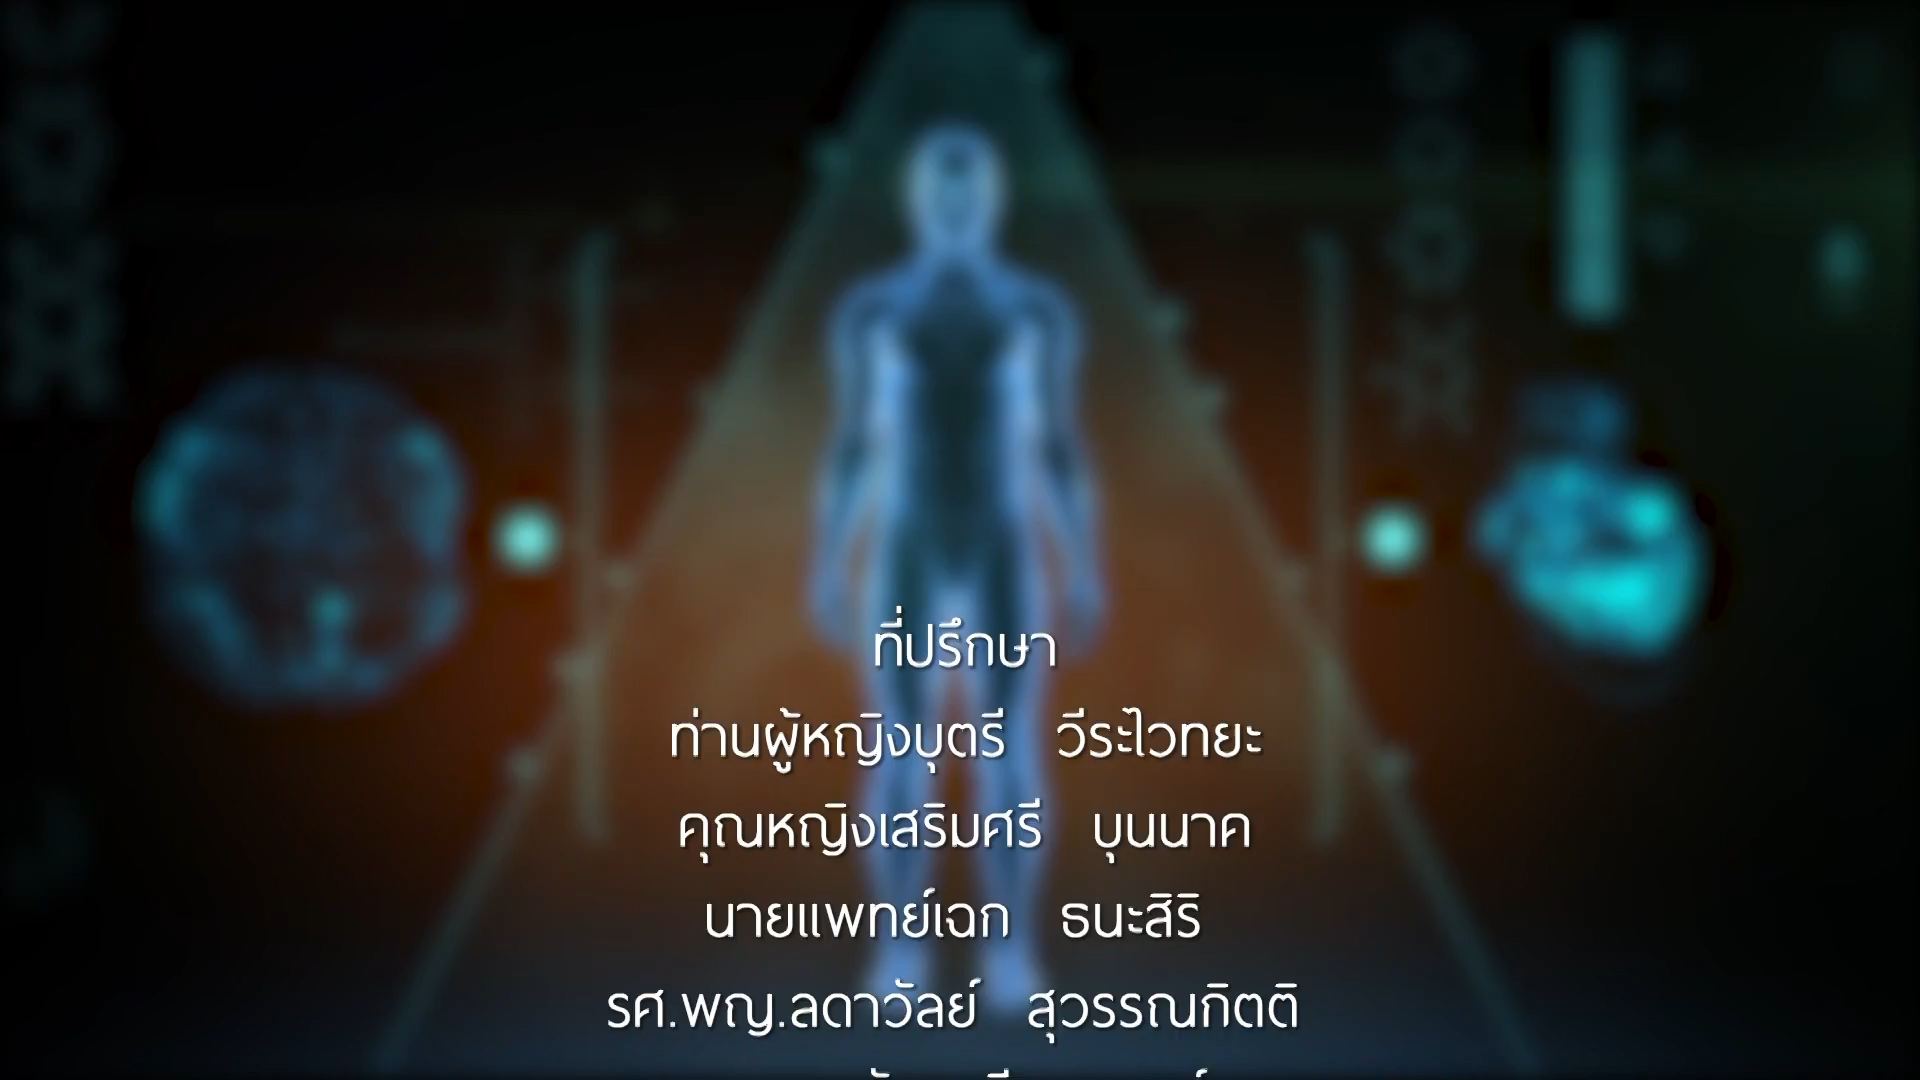 ที่ปรึกษา
ท่านผู้หญิงบุตรี วีระไวทยะ
คุณหญิงเสริมศรี บุนนาค
นายแพทย์เฉก ธนะสิริ
รศ.พญ.ลดาวัลย์ สุวรรณกิตติ